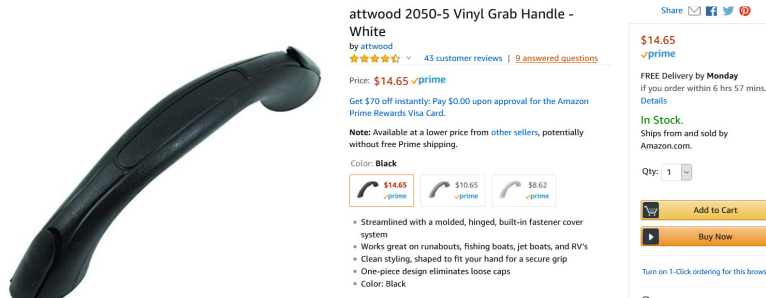 attwood 2050-5 Vinyl Grab Handle -
White
by attwood
43 customer reviews | 9 answered questions
Price: $14.65 prime
Get $70 off instantly: Pay $0.00 upon approval for the Amazon
Prime Rewards Visa Card.
Note: Available at a lower price from other sellers, potentially
without free Prime shipping.
Color: Black
$14.65
prime
$10.65
prime
$8.62
prime
• Streamlined with a molded, hinged, built-in fastener cover
system
• Works great on runabouts, fishing boats, jet boats, and RV's
• Clean styling, shaped to fit your hand for a secure grip
• One-piece design eliminates loose caps
• Color: Black
Share
$14.65
prime
FREE Delivery by Monday
if you order within 6 hrs 57 mins.
Details
In Stock.
Ships from and sold by
Amazon.com.
Qty: 1
Add to Cart
Buy Now
Turn on 1-Click ordering for this brows